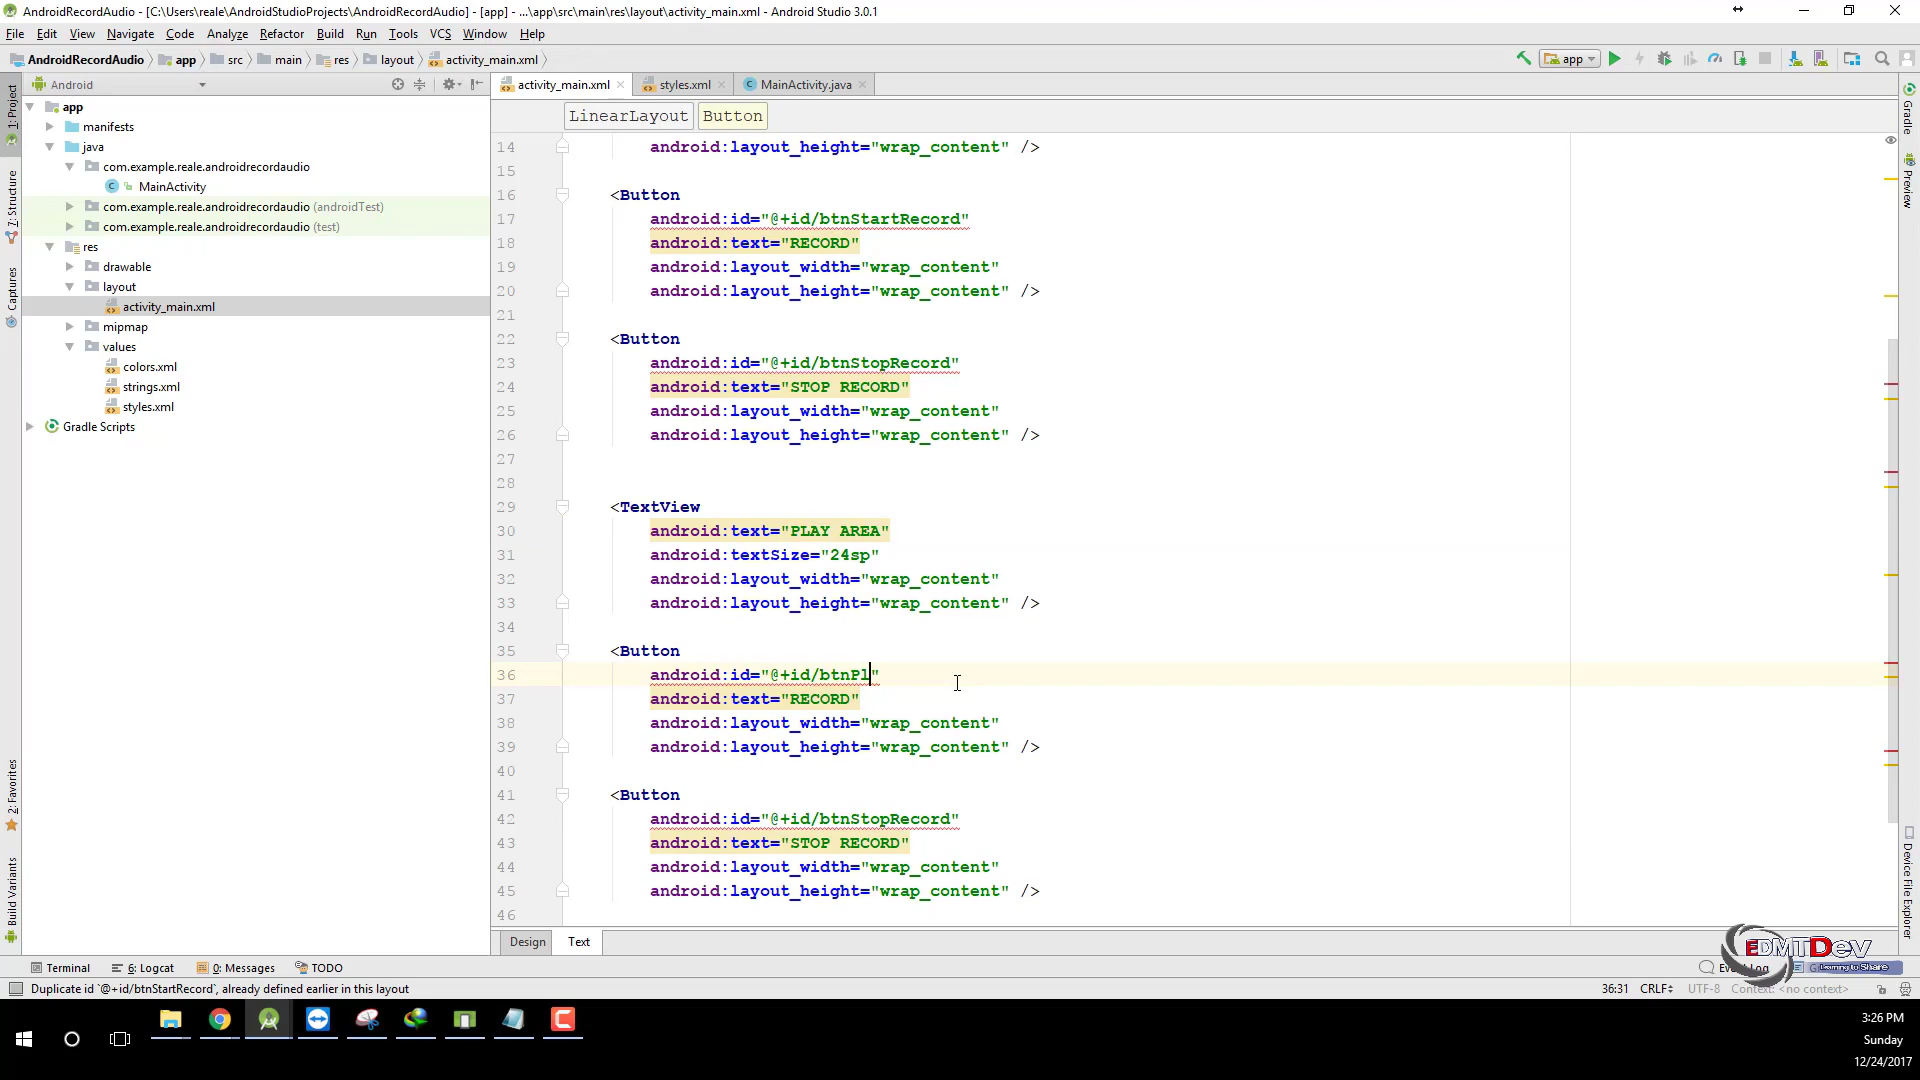 AndroidRecordAudio - [C:\Users\reale\AndroidStudioProjects\AndroidRecordAudio] - [app] - ...\app\src\main\res\layout\activity_main.xml - Android Studio 3.0.1
File Edit View Navigate Code Analyze Refactor Build Run Tools VCS Window Help
AndroidRecordAudio app src main res layout activity_main.xml
app
Android
activity_main.xml styles.xml MainActivity.java
LinearLayout Button
app
manifests
java
com.example.reale.androidrecordaudio
MainActivity
com.example.reale.androidrecordaudio (androidTest)
com.example.reale.androidrecordaudio (test)
res
drawable
layout
activity_main.xml
mipmap
values
colors.xml
strings.xml
styles.xml
Gradle Scripts
1: Project
7: Structure
Captures
2: Favorites
Build Variants
14 android:layout_height="wrap_content" />
15
16 <Button
17 android:id="@+id/btnStartRecord"
18 android:text="RECORD"
19 android:layout_width="wrap_content"
20 android:layout_height="wrap_content" />
21
22 <Button
23 android:id="@+id/btnStopRecord"
24 android:text="STOP RECORD"
25 android:layout_width="wrap_content"
26 android:layout_height="wrap_content" />
27
28
29 <TextView
30 android:text="PLAY AREA"
31 android:textSize="24sp"
32 android:layout_width="wrap_content"
33 android:layout_height="wrap_content" />
34
35 <Button
36 android:id="@+id/btnPl"
37 android:text="RECORD"
38 android:layout_width="wrap_content"
39 android:layout_height="wrap_content" />
40
41 <Button
42 android:id="@+id/btnStopRecord"
43 android:text="STOP RECORD"
44 android:layout_width="wrap_content"
45 android:layout_height="wrap_content" />
46
Gradle
Preview
Device File Explorer
Design Text
EDMTDev
Learning to Share
Terminal 6: Logcat 0: Messages TODO
Duplicate id `@+id/btnStartRecord`, already defined earlier in this layout
36:31 CRLF UTF-8 Context: <no context>
3:26 PM
Sunday
12/24/2017